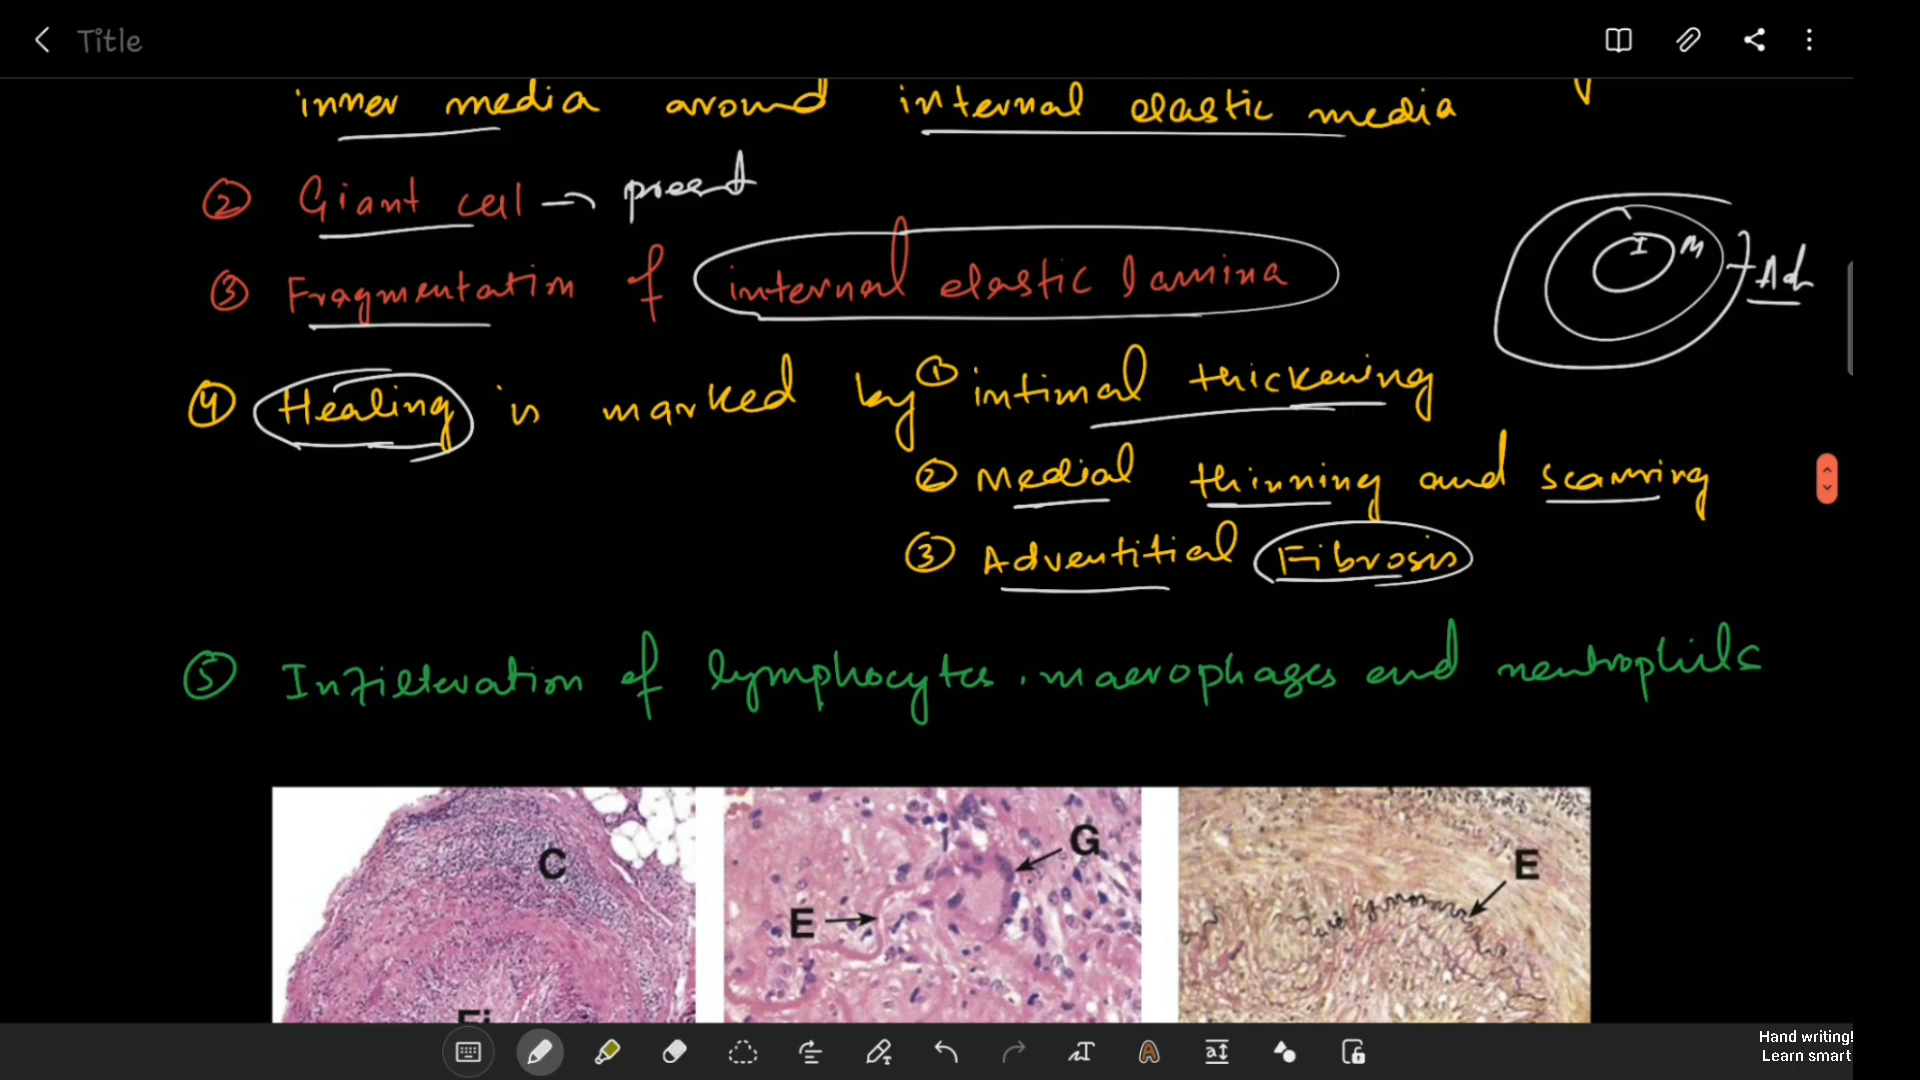 Title
inner media around internal elastic media
② Giant cell → present
③ Fragmentation of internal elastic lamina
I M Ad
④ Healing is marked by ① intimal thickening
② Medial thinning and scarring
③ Adventitial Fibrosis
⑤ Infilteration of lymphocytes, macrophages and neutrophils
C
G
E
E
Fi
Hand writing!
Learn smart